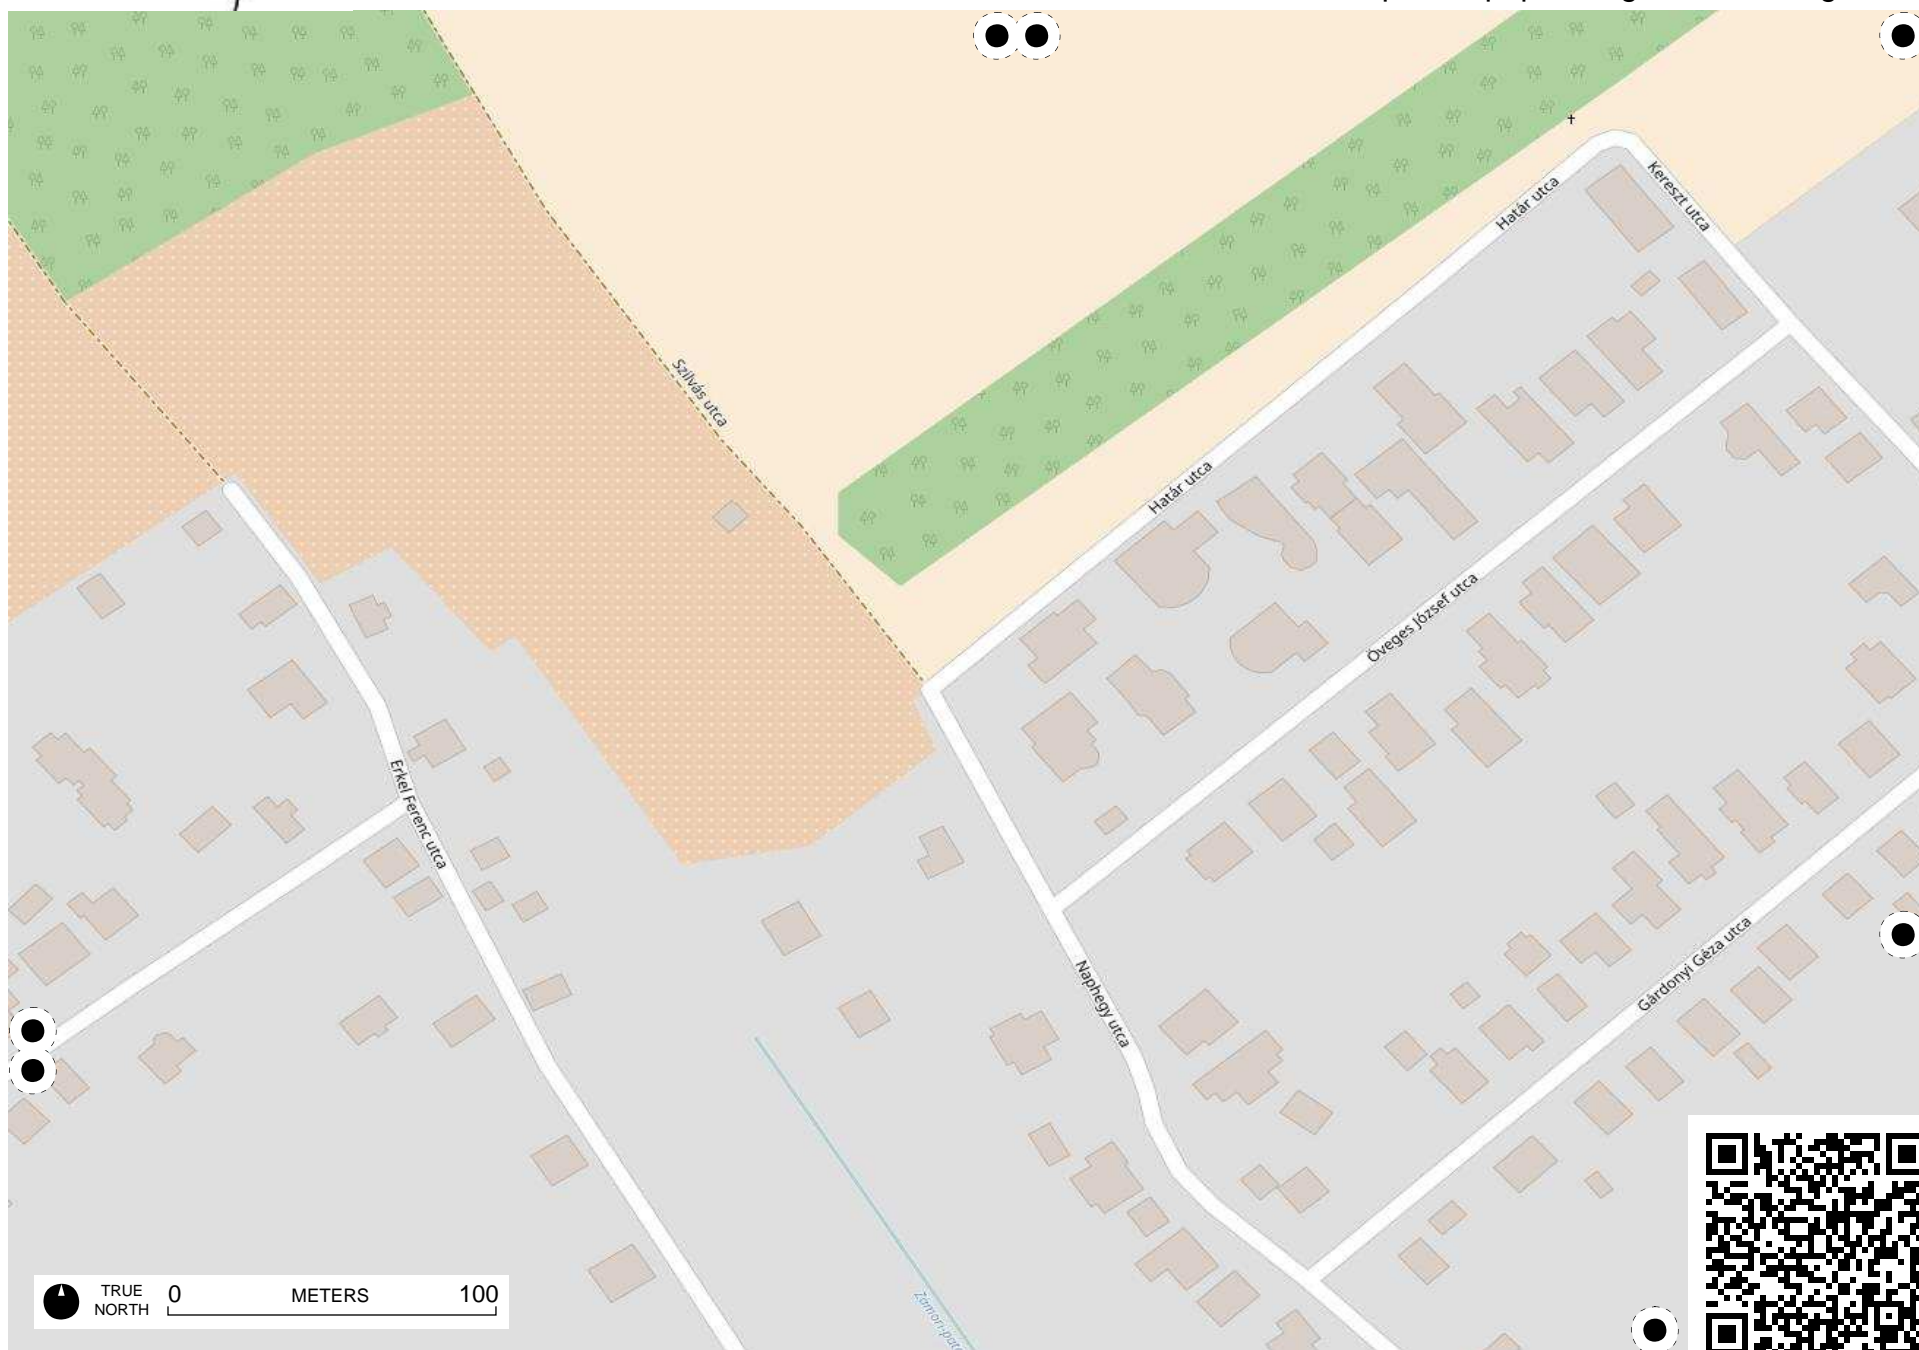 Kereszt utca
Határ utca
Szilvás utca
Határ utca
Öveges József utca
Erkel Ferenc utca
Gárdonyi Géza utca
Naphegy utca
TRUE
NORTH
0 METERS 100